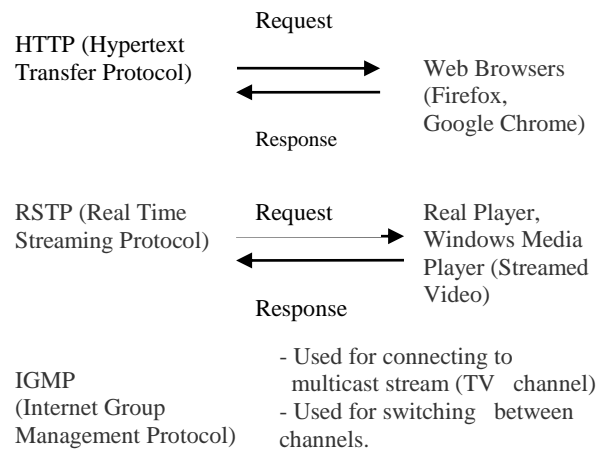 Request
HTTP (Hypertext
Transfer Protocol)
Web Browsers
(Firefox,
Google Chrome)
Response
RSTP (Real Time
Streaming Protocol)
Request
Real Player,
Windows Media
Player (Streamed
Video)
Response
IGMP
(Internet Group
Management Protocol)
- Used for connecting to
multicast stream (TV channel)
- Used for switching between
channels.